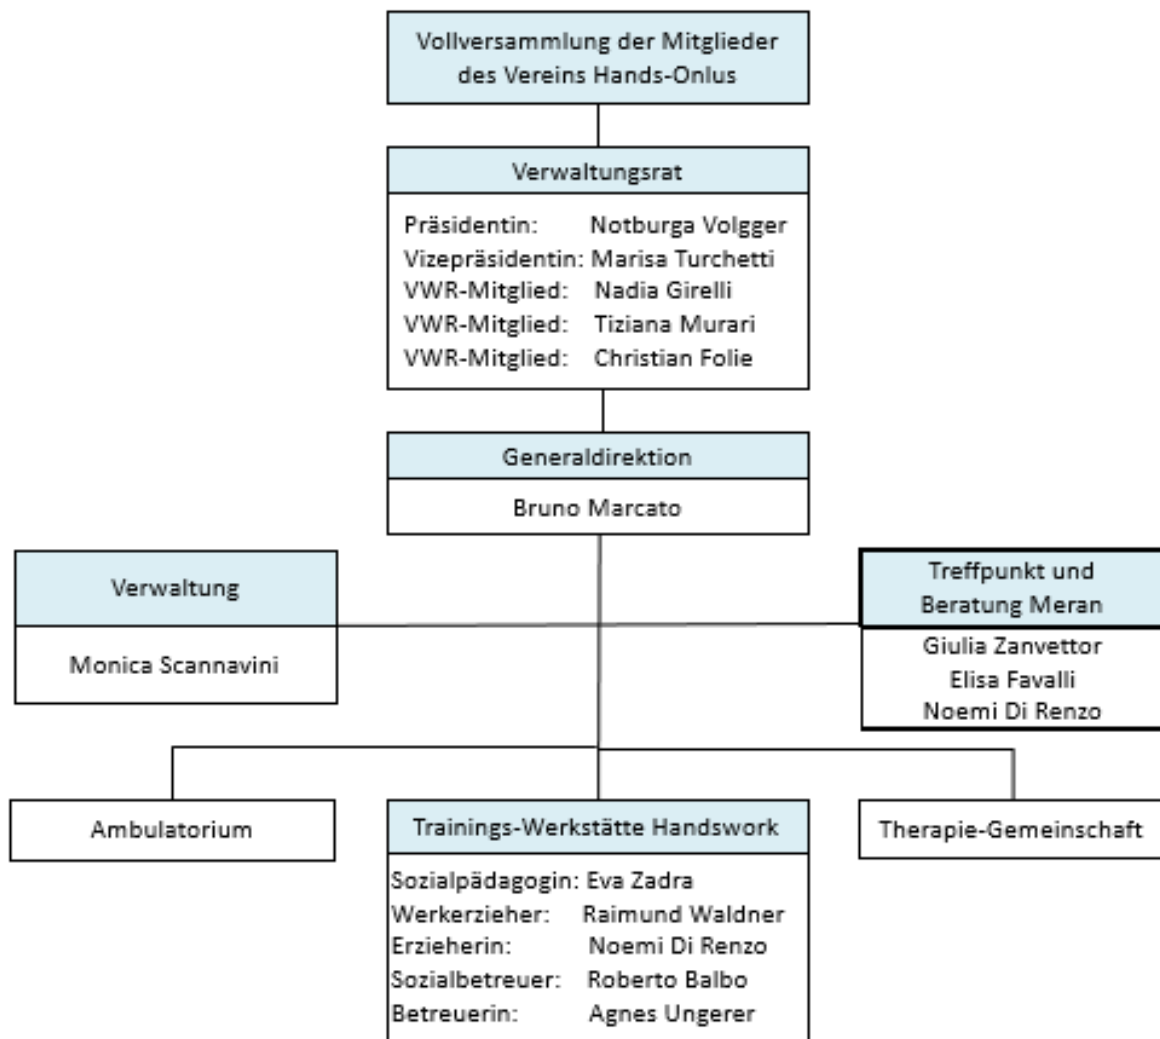 Vollversammlung der Mitglieder
des Vereins Hands-Onlus
Verwaltungsrat
Präsidentin: Notburga Volgger
Vizepräsidentin: Marisa Turchetti
VWR-Mitglied: Nadia Girelli
VWR-Mitglied: Tiziana Murari
VWR-Mitglied: Christian Folie
Generaldirektion
Bruno Marcato
Verwaltung
Monica Scannavini
Treffpunkt und
Beratung Meran
Giulia Zanvettor
Elisa Favalli
Noemi Di Renzo
Ambulatorium
Trainings-Werkstätte Handswork
Sozialpädagogin: Eva Zadra
Werkerzieher: Raimund Waldner
Erzieherin: Noemi Di Renzo
Sozialbetreuer: Roberto Balbo
Betreuerin: Agnes Ungerer
Therapie-Gemeinschaft